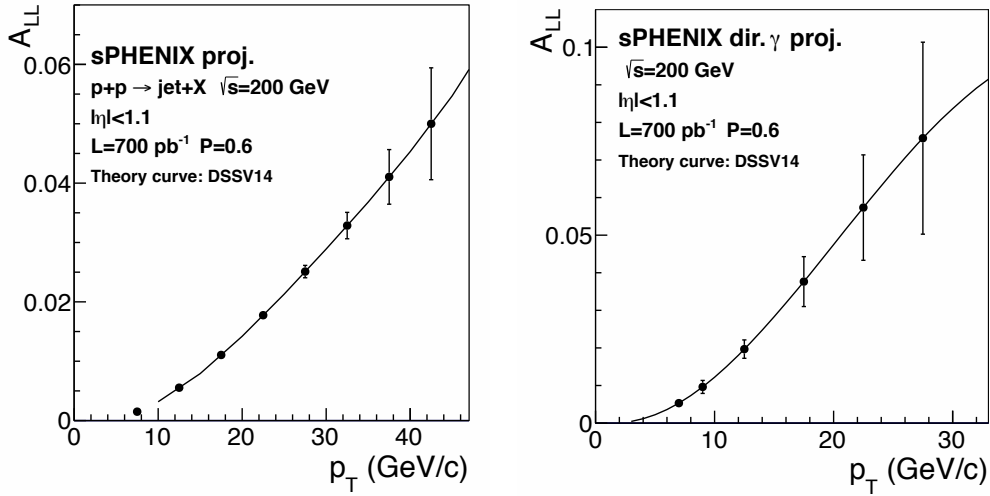 A_LL
0.06
0.04
0.02
0
sPHENIX proj.
p+p → jet+X √s=200 GeV
|η|<1.1
L=700 pb⁻¹ P=0.6
Theory curve: DSSV14
0 10 20 30 40
p_T (GeV/c)
A_LL
0.1
0.05
0
sPHENIX dir. γ proj.
√s=200 GeV
|η|<1.1
L=700 pb⁻¹ P=0.6
Theory curve: DSSV14
0 10 20 30
p_T (GeV/c)